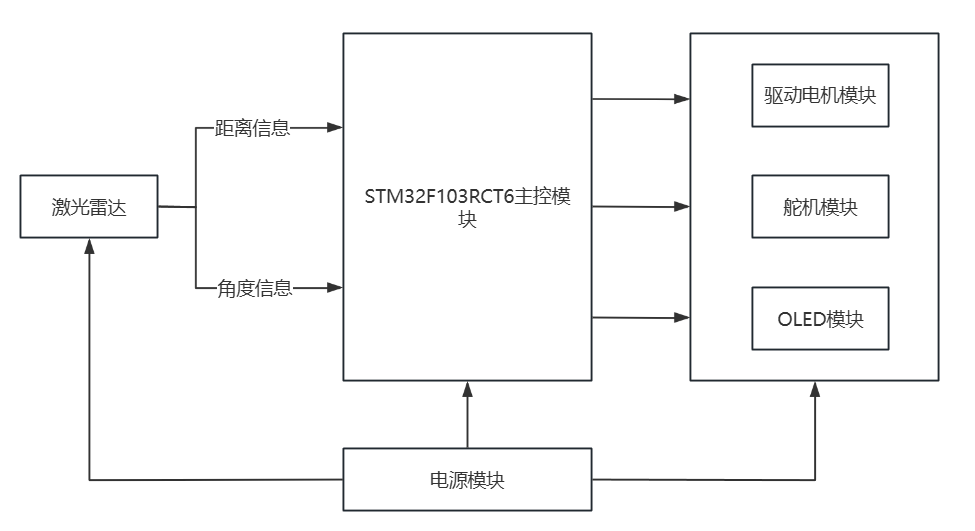 距离信息
驱动电机模块
激光雷达
STM32F103RCT6主控模
块
舵机模块
角度信息
OLED模块
电源模块